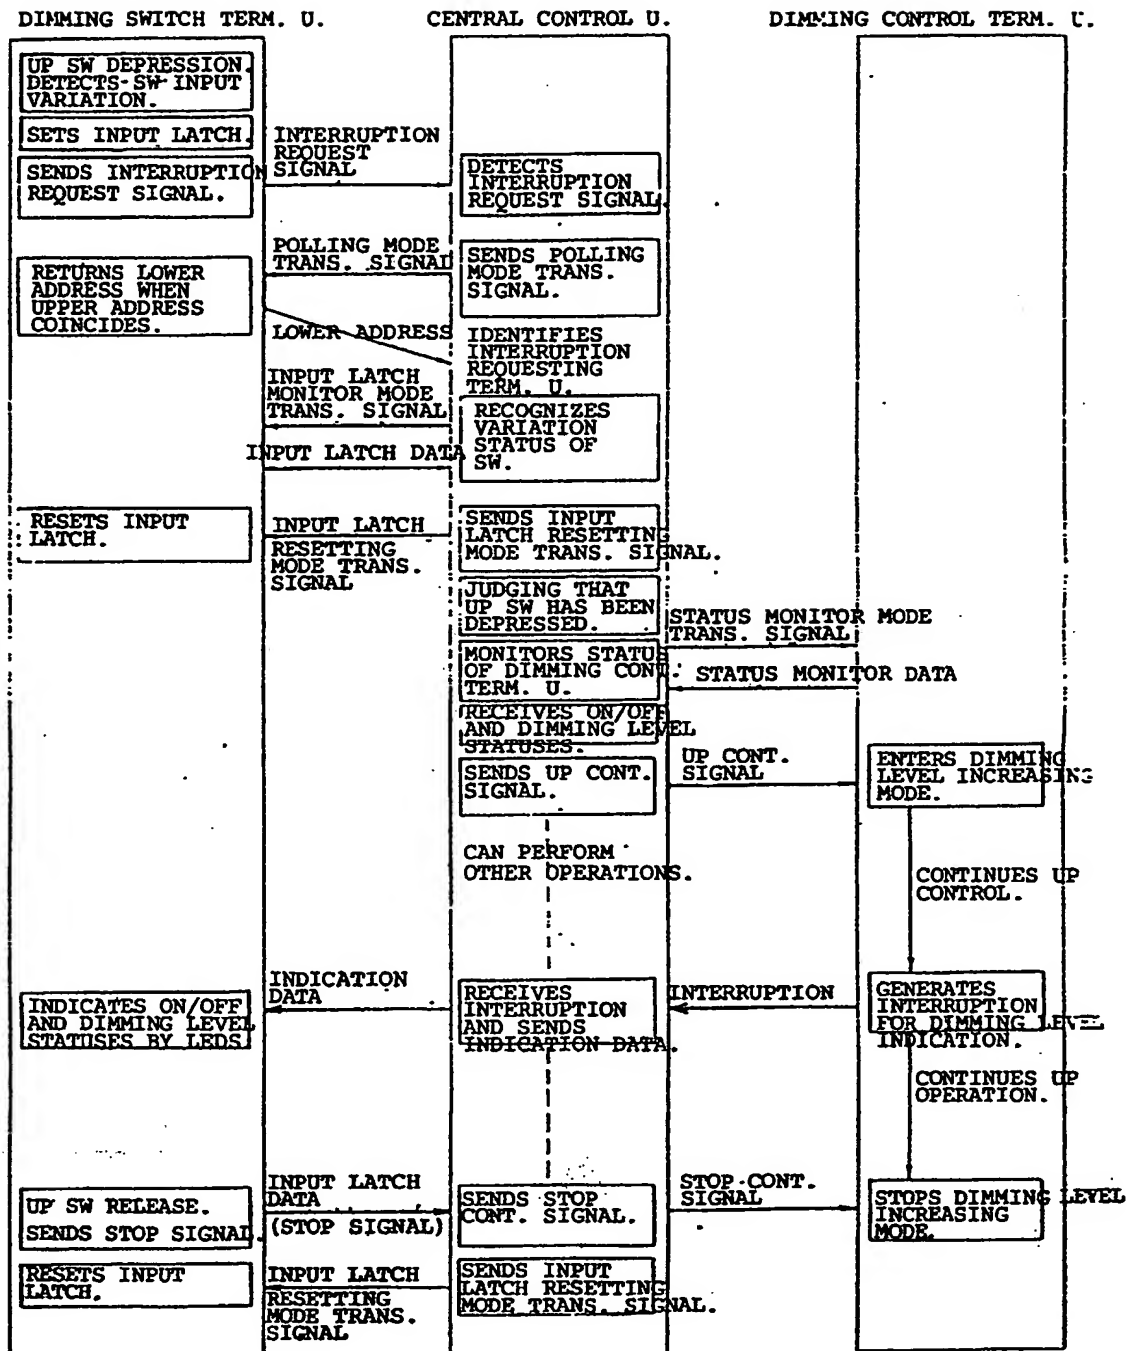 DIMMING SWITCH TERM. U.
CENTRAL CONTROL U.
DIMMING CONTROL TERM. U.
UP SW DEPRESSION.
DETECTS SW INPUT
VARIATION.
SETS INPUT LATCH.
SENDS INTERRUPTION
REQUEST SIGNAL.
INTERRUPTION
REQUEST
SIGNAL
DETECTS
INTERRUPTION
REQUEST SIGNAL.
POLLING MODE
TRANS. SIGNAL
SENDS POLLING
MODE TRANS.
SIGNAL.
RETURNS LOWER
ADDRESS WHEN
UPPER ADDRESS
COINCIDES.
LOWER ADDRESS
IDENTIFIES
INTERRUPTION
REQUESTING
TERM. U.
INPUT LATCH
MONITOR MODE
TRANS. SIGNAL
RECOGNIZES
VARIATION
STATUS OF
SW.
INPUT LATCH DATA
RESETS INPUT
LATCH.
INPUT LATCH
RESETTING
MODE TRANS.
SIGNAL
SENDS INPUT
LATCH RESETTING
MODE TRANS. SIGNAL.
JUDGING THAT
UP SW HAS BEEN
DEPRESSED.
STATUS MONITOR MODE
TRANS. SIGNAL
MONITORS STATUS
OF DIMMING CONT.
TERM. U.
STATUS MONITOR DATA
RECEIVES ON/OFF
AND DIMMING LEVEL
STATUSES.
SENDS UP CONT.
SIGNAL.
UP CONT.
SIGNAL
ENTERS DIMMING
LEVEL INCREASING
MODE.
CAN PERFORM
OTHER OPERATIONS.
CONTINUES UP
CONTROL.
INDICATION
DATA
INDICATES ON/OFF
AND DIMMING LEVEL
STATUSES BY LEDS
RECEIVES
INTERRUPTION
AND SENDS
INDICATION DATA.
INTERRUPTION
GENERATES
INTERRUPTION
FOR DIMMING LEVEL
INDICATION.
CONTINUES UP
OPERATION.
UP SW RELEASE.
SENDS STOP SIGNAL.
INPUT LATCH
DATA
(STOP SIGNAL)
SENDS STOP
CONT. SIGNAL.
STOP CONT.
SIGNAL
STOPS DIMMING LEVEL
INCREASING
MODE.
RESETS INPUT
LATCH.
INPUT LATCH
RESETTING
MODE TRANS.
SIGNAL
SENDS INPUT
LATCH RESETTING
MODE TRANS. SIGNAL.